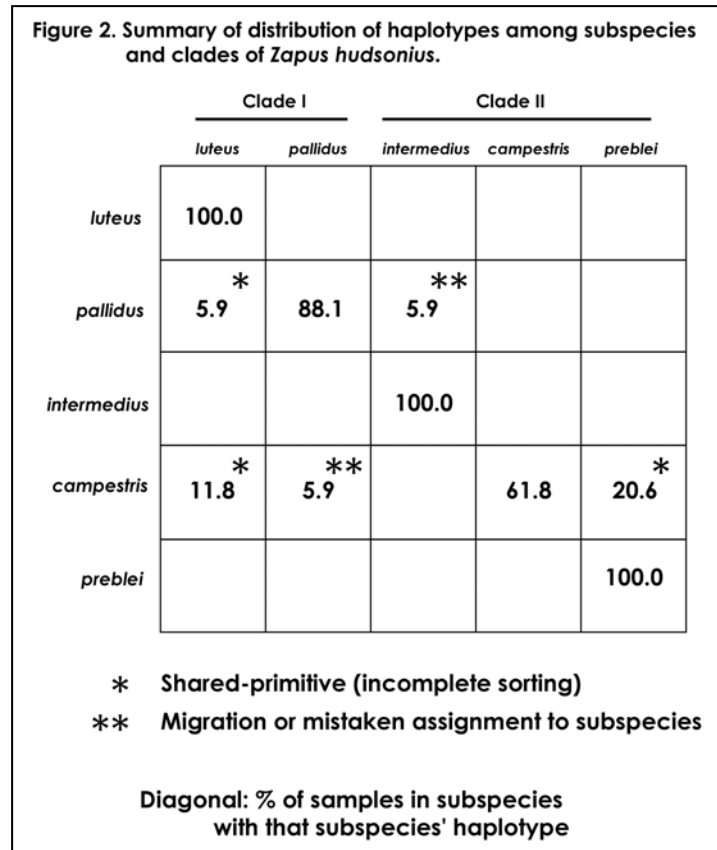 Figure 2. Summary of distribution of haplotypes among subspecies
and clades of Zapus hudsonius.
Clade I Clade II
luteus pallidus intermedius campestris preblei
luteus 100.0
* **
pallidus 5.9 88.1 5.9
intermedius 100.0
* ** *
campestris 11.8 5.9 61.8 20.6
preblei 100.0
* Shared-primitive (incomplete sorting)
** Migration or mistaken assignment to subspecies
Diagonal: % of samples in subspecies
with that subspecies' haplotype